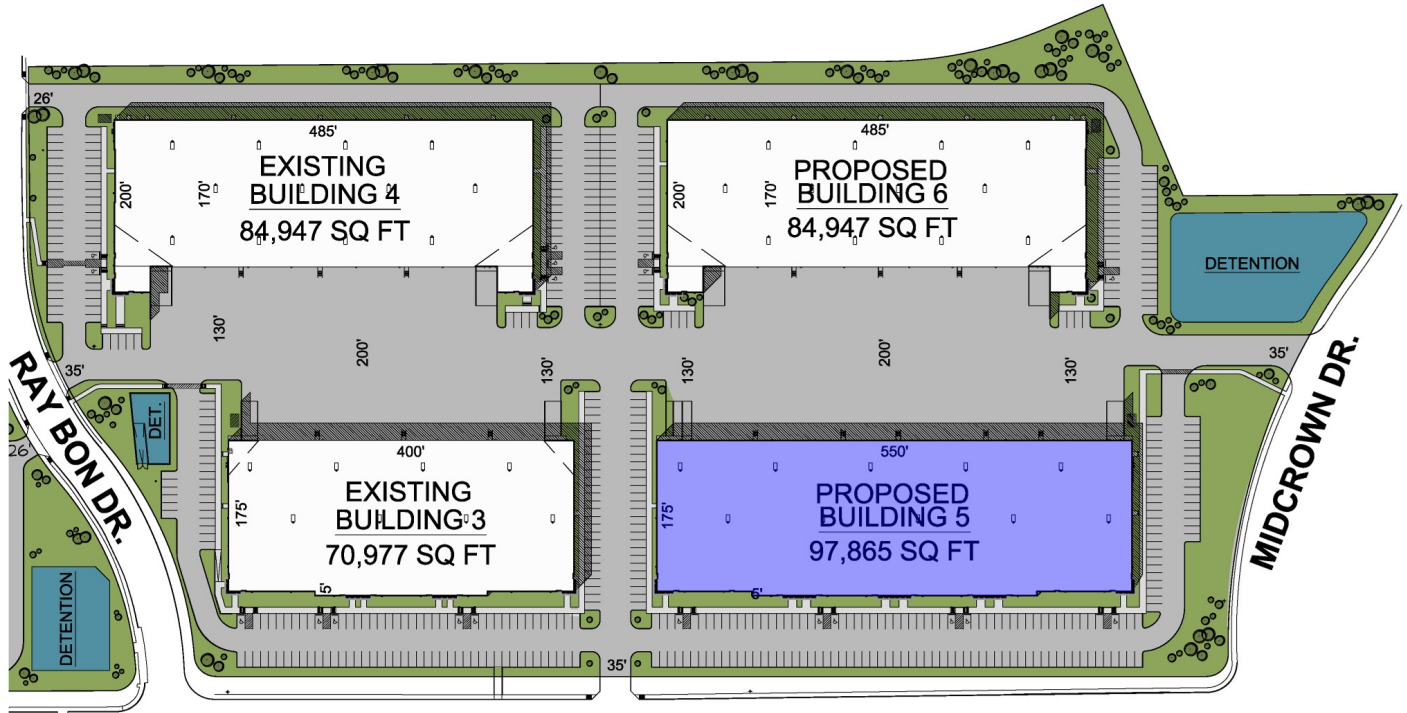 26'
485'
EXISTING
BUILDING 4
84,947 SQ FT
200'
170'
485'
PROPOSED
BUILDING 6
84,947 SQ FT
200'
170'
DETENTION
130'
200'
130'
130'
200'
130'
35'
35'
RAY BON DR.
MIDCROWN DR.
DET.
26'
400'
EXISTING
BUILDING 3
70,977 SQ FT
175'
5'
550'
PROPOSED
BUILDING 5
97,865 SQ FT
175'
5'
DETENTION
35'